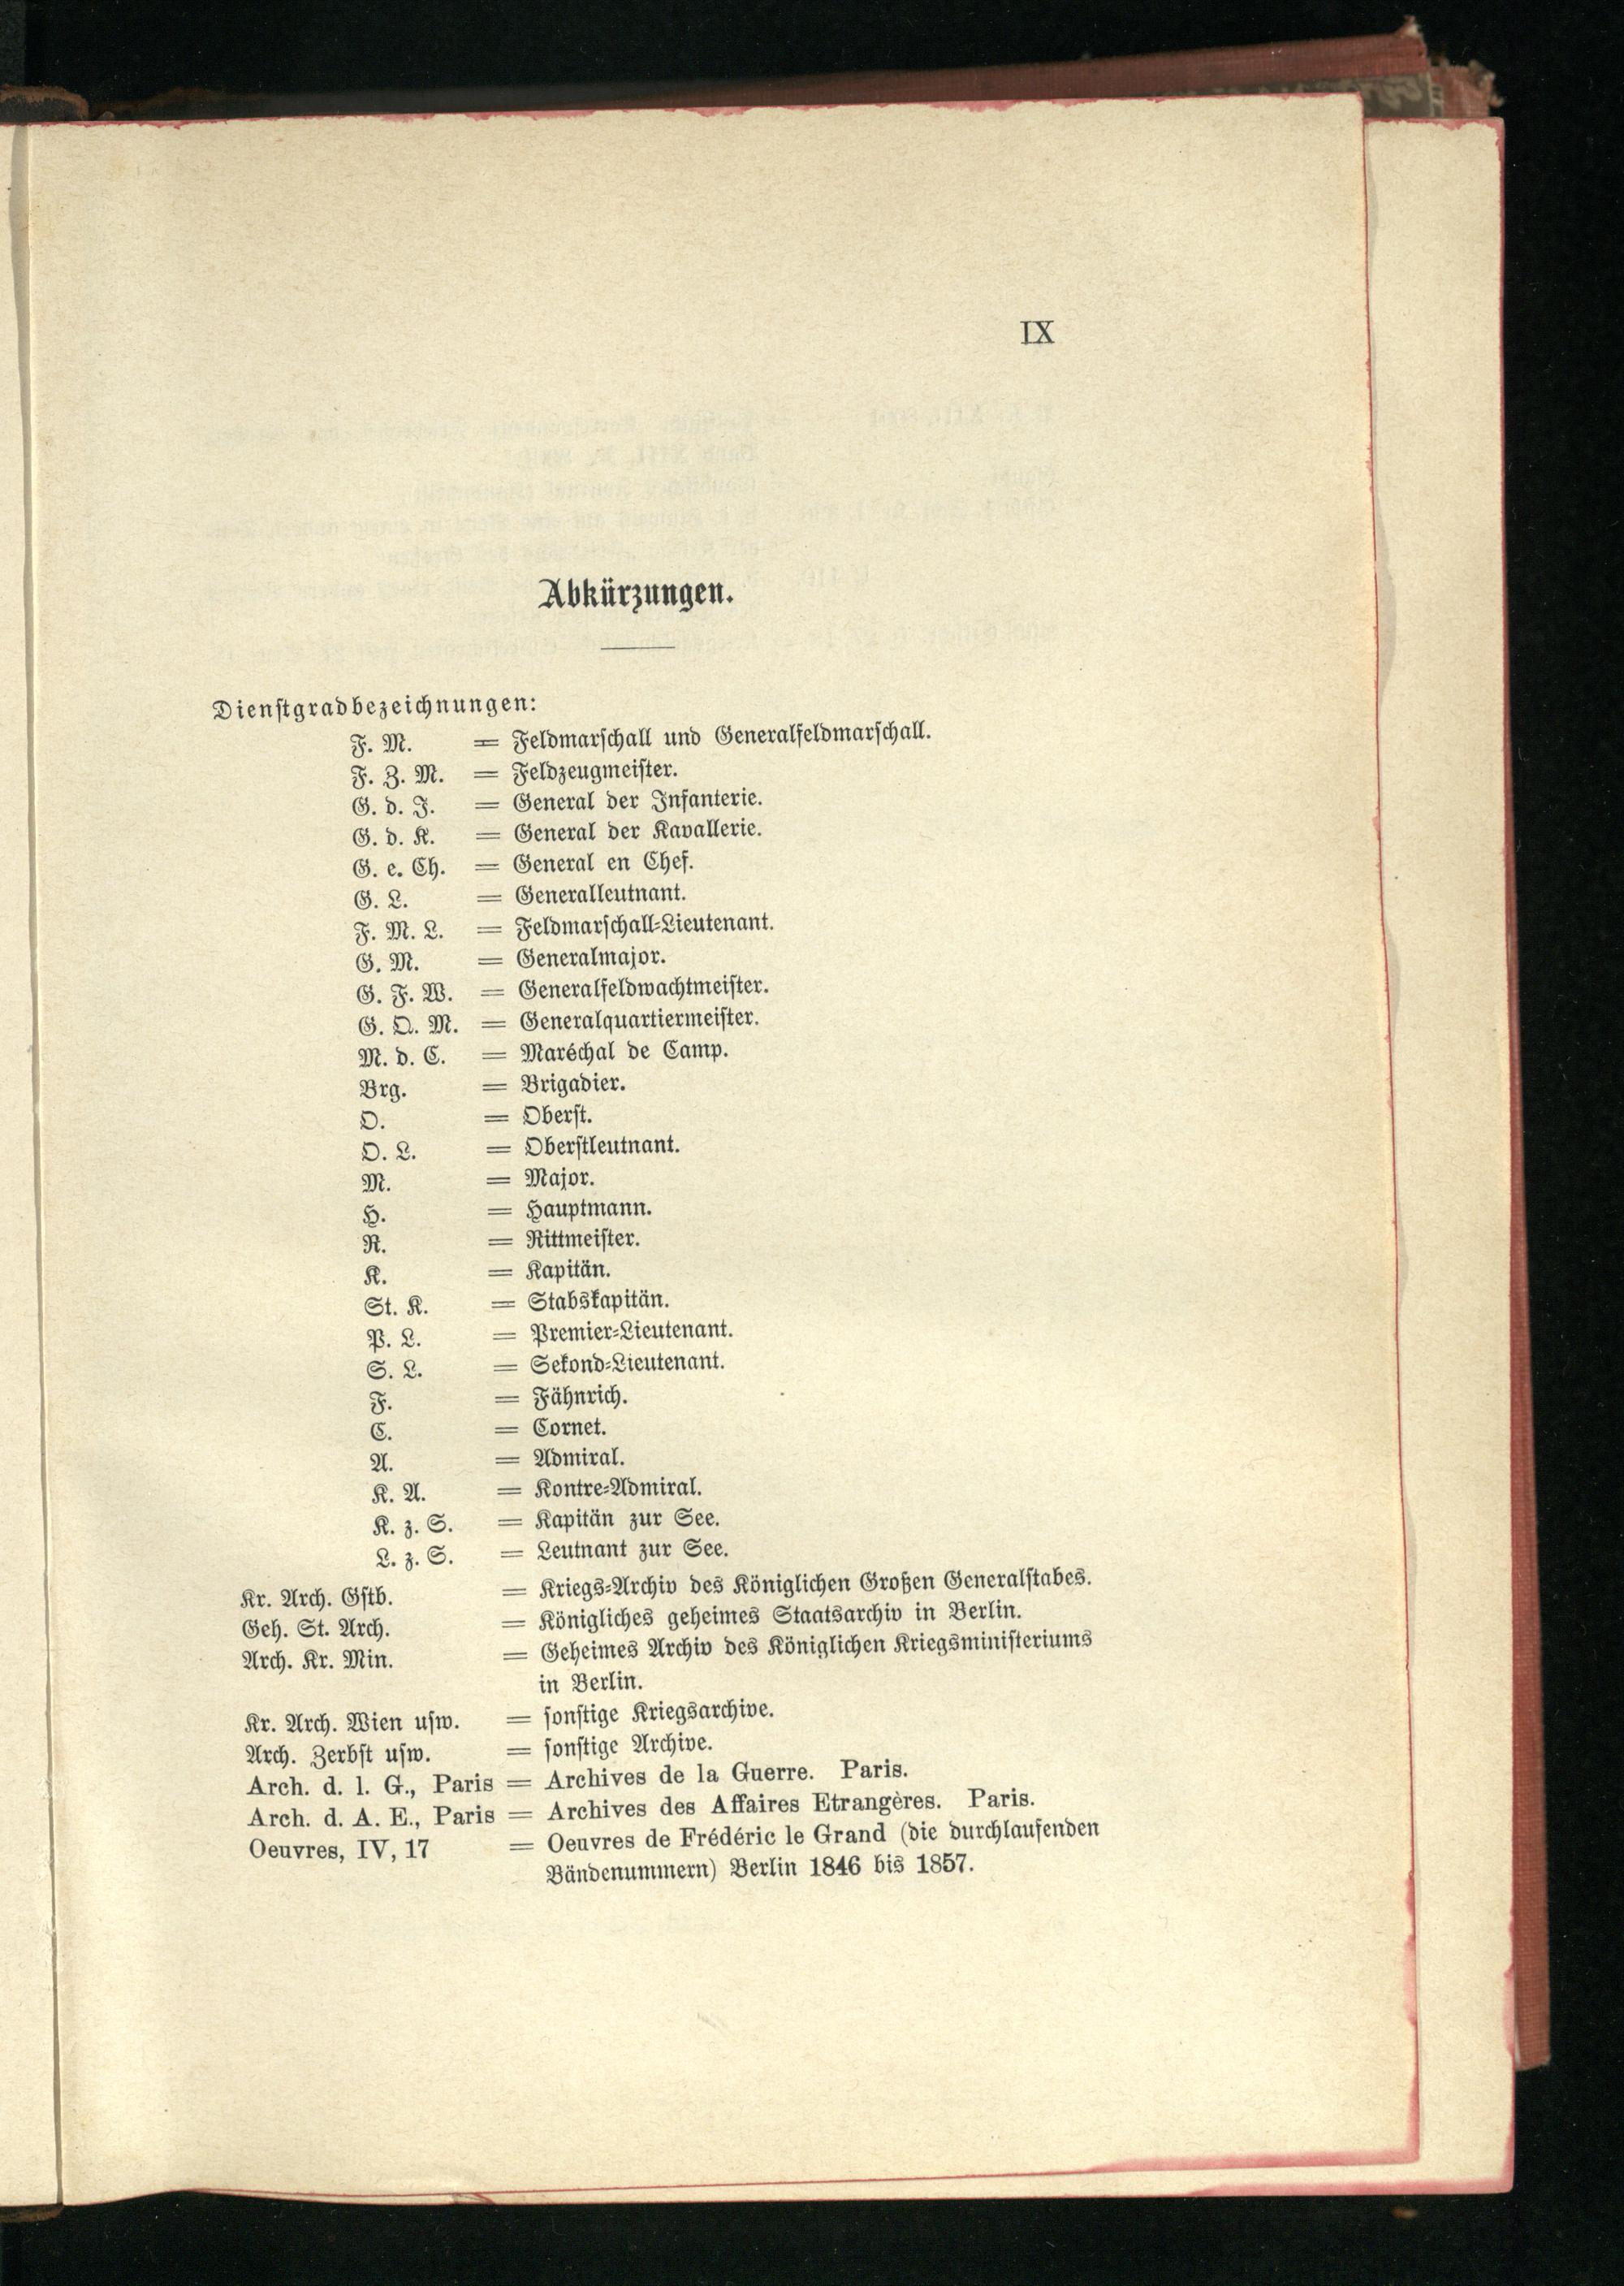 IX
Abkürzungen.
Dienstgradbezeichnungen:
F. M. = Feldmarschall und Generalfeldmarschall.
F. Z. M. = Feldzeugmeister.
G. d. I. = General der Infanterie.
G. d. K. = General der Kavallerie.
G. e. Ch. = General en Chef.
G. L. = Generalleutnant.
F. M. L. = Feldmarschall-Lieutenant.
G. M. = Generalmajor.
G. F. W. = Generalfeldwachtmeister.
G. Q. M. = Generalquartiermeister.
M. d. C. = Maréchal de Camp.
Brg. = Brigadier.
O. = Oberst.
O. L. = Oberstleutnant.
M. = Major.
H. = Hauptmann.
R. = Rittmeister.
K. = Kapitän.
St. K. = Stabskapitän.
P. L. = Premier-Lieutenant.
S. L. = Sekond-Lieutenant.
F. = Fähnrich.
C. = Cornet.
A. = Admiral.
K. A. = Kontre-Admiral.
K. z. S. = Kapitän zur See.
L. z. S. = Leutnant zur See.
Kr. Arch. Gstb. = Kriegs-Archiv des Königlichen Großen Generalstabes.
Geh. St. Arch. = Königliches geheimes Staatsarchiv in Berlin.
Arch. Kr. Min. = Geheimes Archiv des Königlichen Kriegsministeriums
in Berlin.
Kr. Arch. Wien usw. = sonstige Kriegsarchive.
Arch. Zerbst usw. = sonstige Archive.
Arch. d. l. G., Paris = Archives de la Guerre. Paris.
Arch. d. A. E., Paris = Archives des Affaires Etrangères. Paris.
Oeuvres, IV, 17 = Oeuvres de Frédéric le Grand (die durchlaufenden
Bändenummern) Berlin 1846 bis 1857.